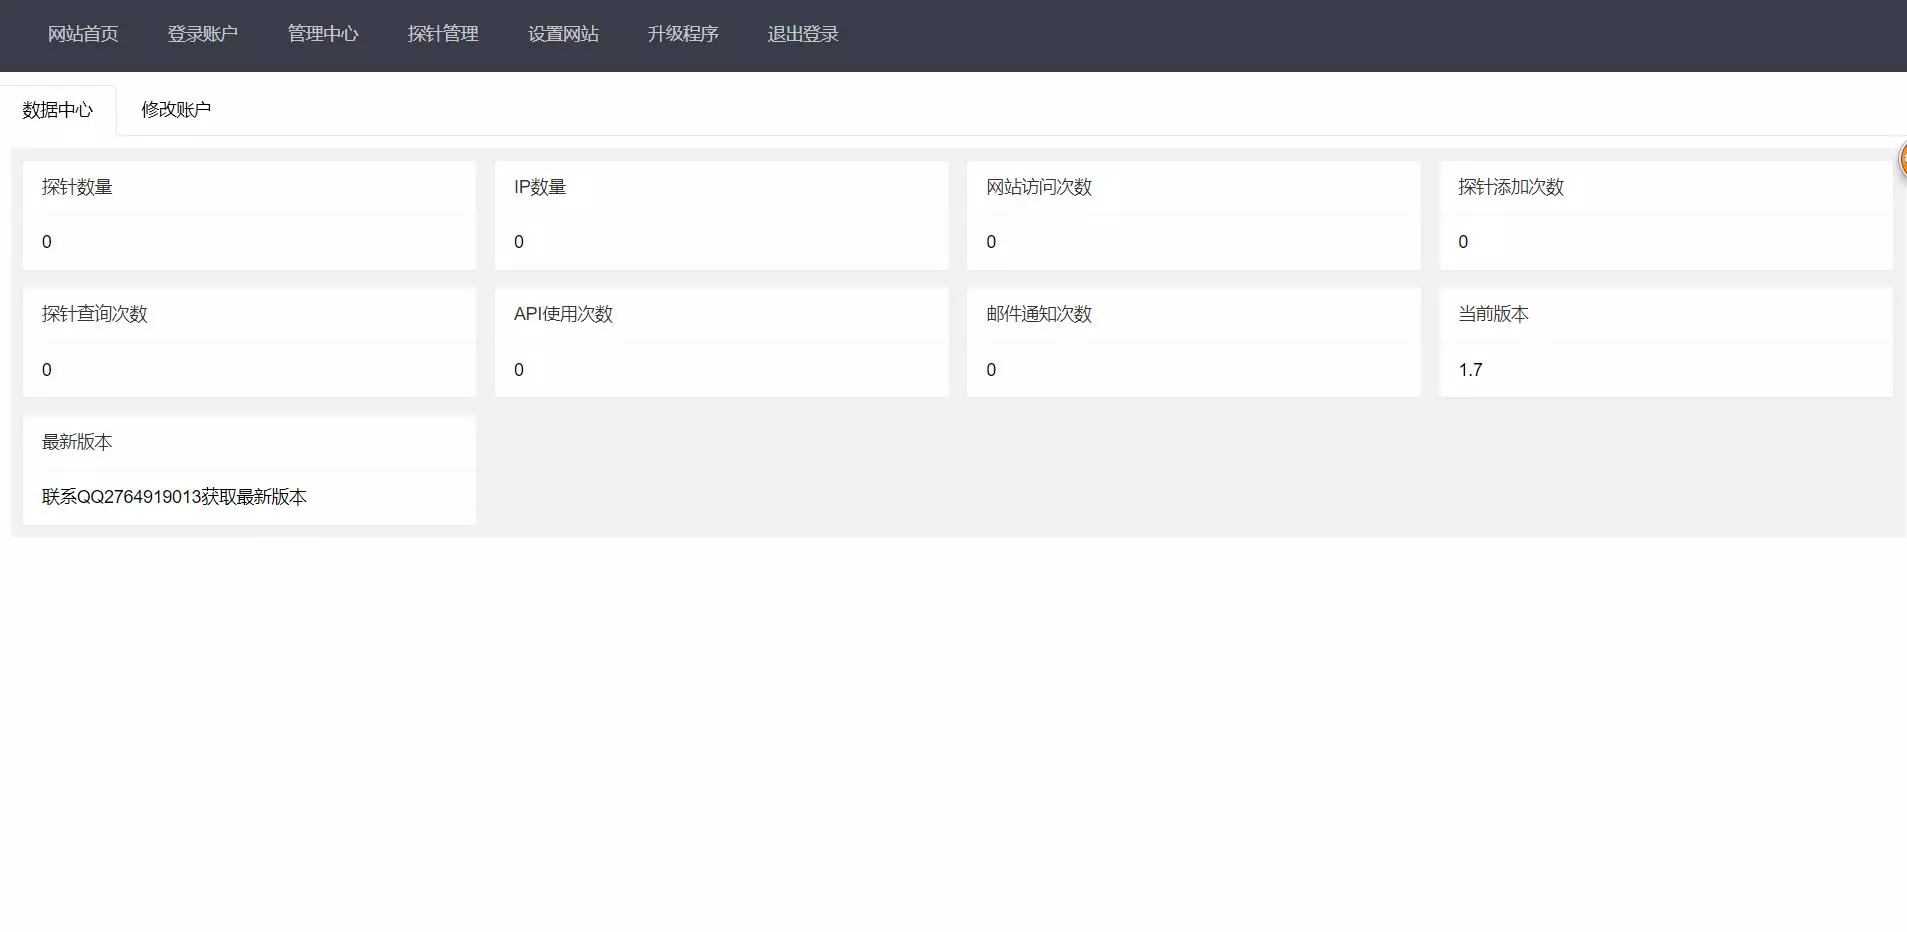 网站首页 登录账户 管理中心 探针管理 设置网站 升级程序 退出登录
数据中心 修改账户
探针数量 IP数量 网站访问次数 探针添加次数
0 0 0 0
探针查询次数 API使用次数 邮件通知次数 当前版本
0 0 0 1.7
最新版本
联系QQ2764919013获取最新版本